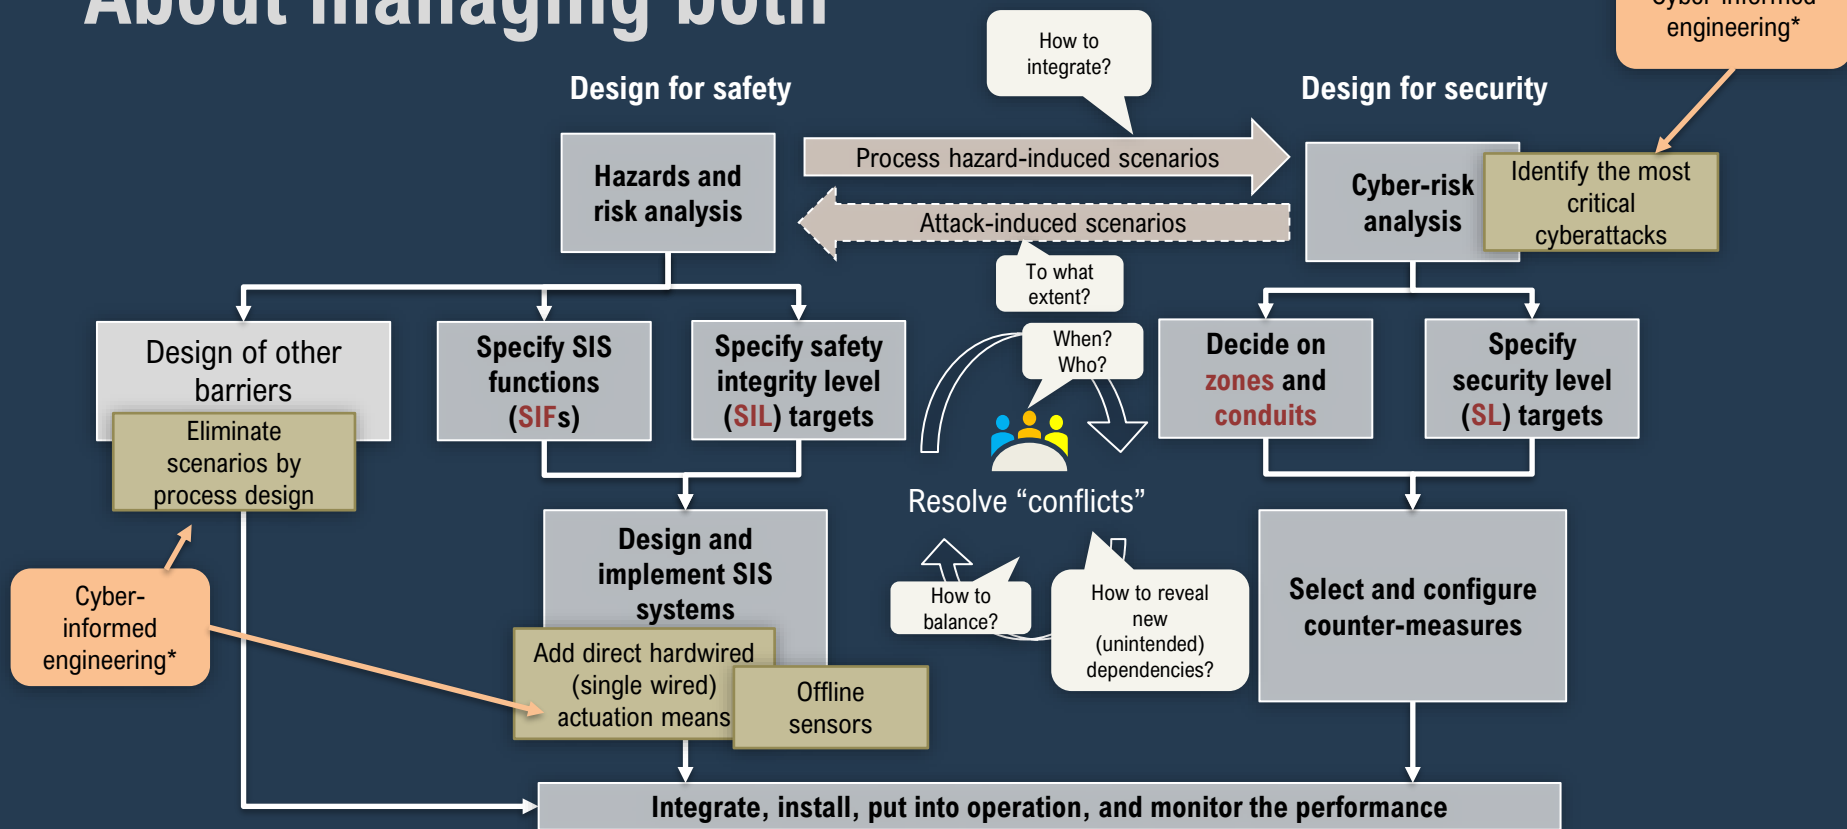 About managing both
Cyber-informed
engineering*
How to
integrate?
Design for safety
Design for security
Hazards and
risk analysis
Process hazard-induced scenarios
Attack-induced scenarios
Cyber-risk
analysis
Identify the most
critical
cyberattacks
To what
extent?
When?
Who?
Design of other
barriers
Eliminate
scenarios by
process design
Specify SIS
functions
(SIFs)
Specify safety
integrity level
(SIL) targets
Decide on
zones and
conduits
Specify
security level
(SL) targets
Resolve “conflicts”
Design and
implement SIS
systems
Cyber-
informed
engineering*
Add direct hardwired
(single wired)
actuation means
Offline
sensors
How to
balance?
How to reveal
new
(unintended)
dependencies?
Select and configure
counter-measures
Integrate, install, put into operation, and monitor the performance